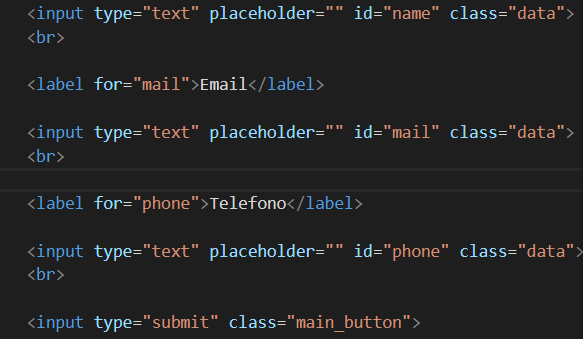 <input type="text" placeholder="" id="name" class="data">
<br>
<label for="mail">Email</label>
<input type="text" placeholder="" id="mail" class="data">
<br>
<label for="phone">Telefono</label>
<input type="text" placeholder="" id="phone" class="data">
<br>
<input type="submit" class="main_button">